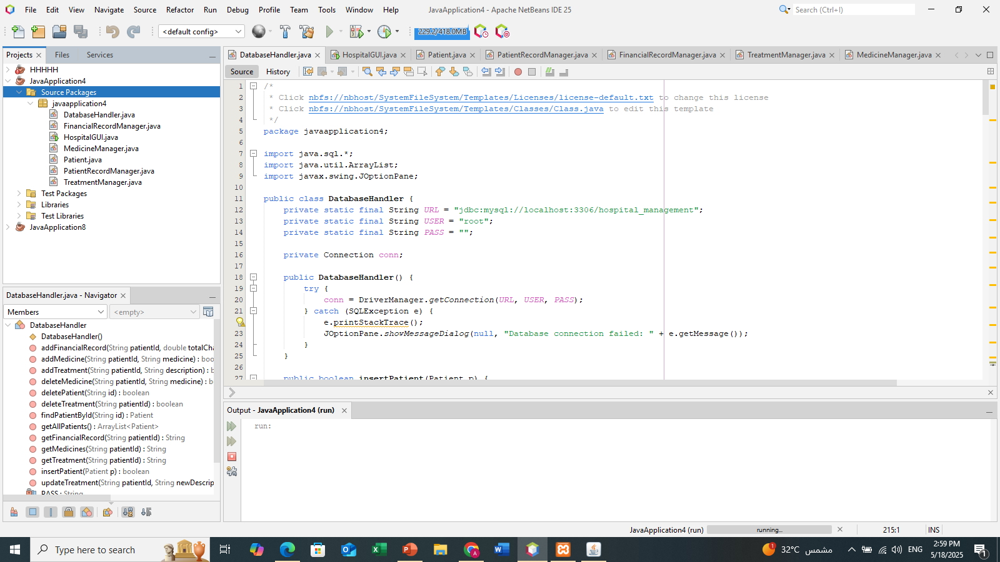 File Edit View Navigate Source Refactor Run Debug Profile Team Tools Window Help
JavaApplication4 - Apache NetBeans IDE 25
Search (Ctrl+I)
<default config>
229.2/418.0MB
Projects Files Services
HHHHH
JavaApplication4
Source Packages
javaapplication4
DatabaseHandler.java
FinancialRecordManager.java
HospitalGUI.java
MedicineManager.java
Patient.java
PatientRecordManager.java
TreatmentManager.java
Test Packages
Libraries
Test Libraries
JavaApplication8
DatabaseHandler.java - Navigator
Members <empty>
DatabaseHandler
DatabaseHandler()
addFinancialRecord(String patientId, double totalCha
addMedicine(String patientId, String medicine) : boo
addTreatment(String patientId, String description) : b
deleteMedicine(String patientId, String medicine) : b
deletePatient(String id) : boolean
deleteTreatment(String patientId) : boolean
findPatientById(String id) : Patient
getAllPatients() : ArrayList<Patient>
getFinancialRecord(String patientId) : String
getMedicines(String patientId) : String
getTreatment(String patientId) : String
insertPatient(Patient p) : boolean
updateTreatment(String patientId, String newDescrip
PASS : String
DatabaseHandler.java HospitalGUI.java Patient.java PatientRecordManager.java FinancialRecordManager.java TreatmentManager.java MedicineManager.java
Source History
1 /*
2 * Click nbfs://nbhost/SystemFileSystem/Templates/Licenses/license-default.txt to change this license
3 * Click nbfs://nbhost/SystemFileSystem/Templates/Classes/Class.java to edit this template
4 */
5 package javaapplication4;
6
7 import java.sql.*;
8 import java.util.ArrayList;
9 import javax.swing.JOptionPane;
10
11 public class DatabaseHandler {
12 private static final String URL = "jdbc:mysql://localhost:3306/hospital_management";
13 private static final String USER = "root";
14 private static final String PASS = "";
15
16 private Connection conn;
17
18 public DatabaseHandler() {
19 try {
20 conn = DriverManager.getConnection(URL, USER, PASS);
21 } catch (SQLException e) {
e.printStackTrace();
23 JOptionPane.showMessageDialog(null, "Database connection failed: " + e.getMessage());
24 }
25 }
26
27 public boolean insertPatient(Patient p) {
Output - JavaApplication4 (run)
run:
JavaApplication4 (run) running... 215:1 INS
Type here to search
1 32°C مشمس ENG
2:59 PM
5/18/2025
1